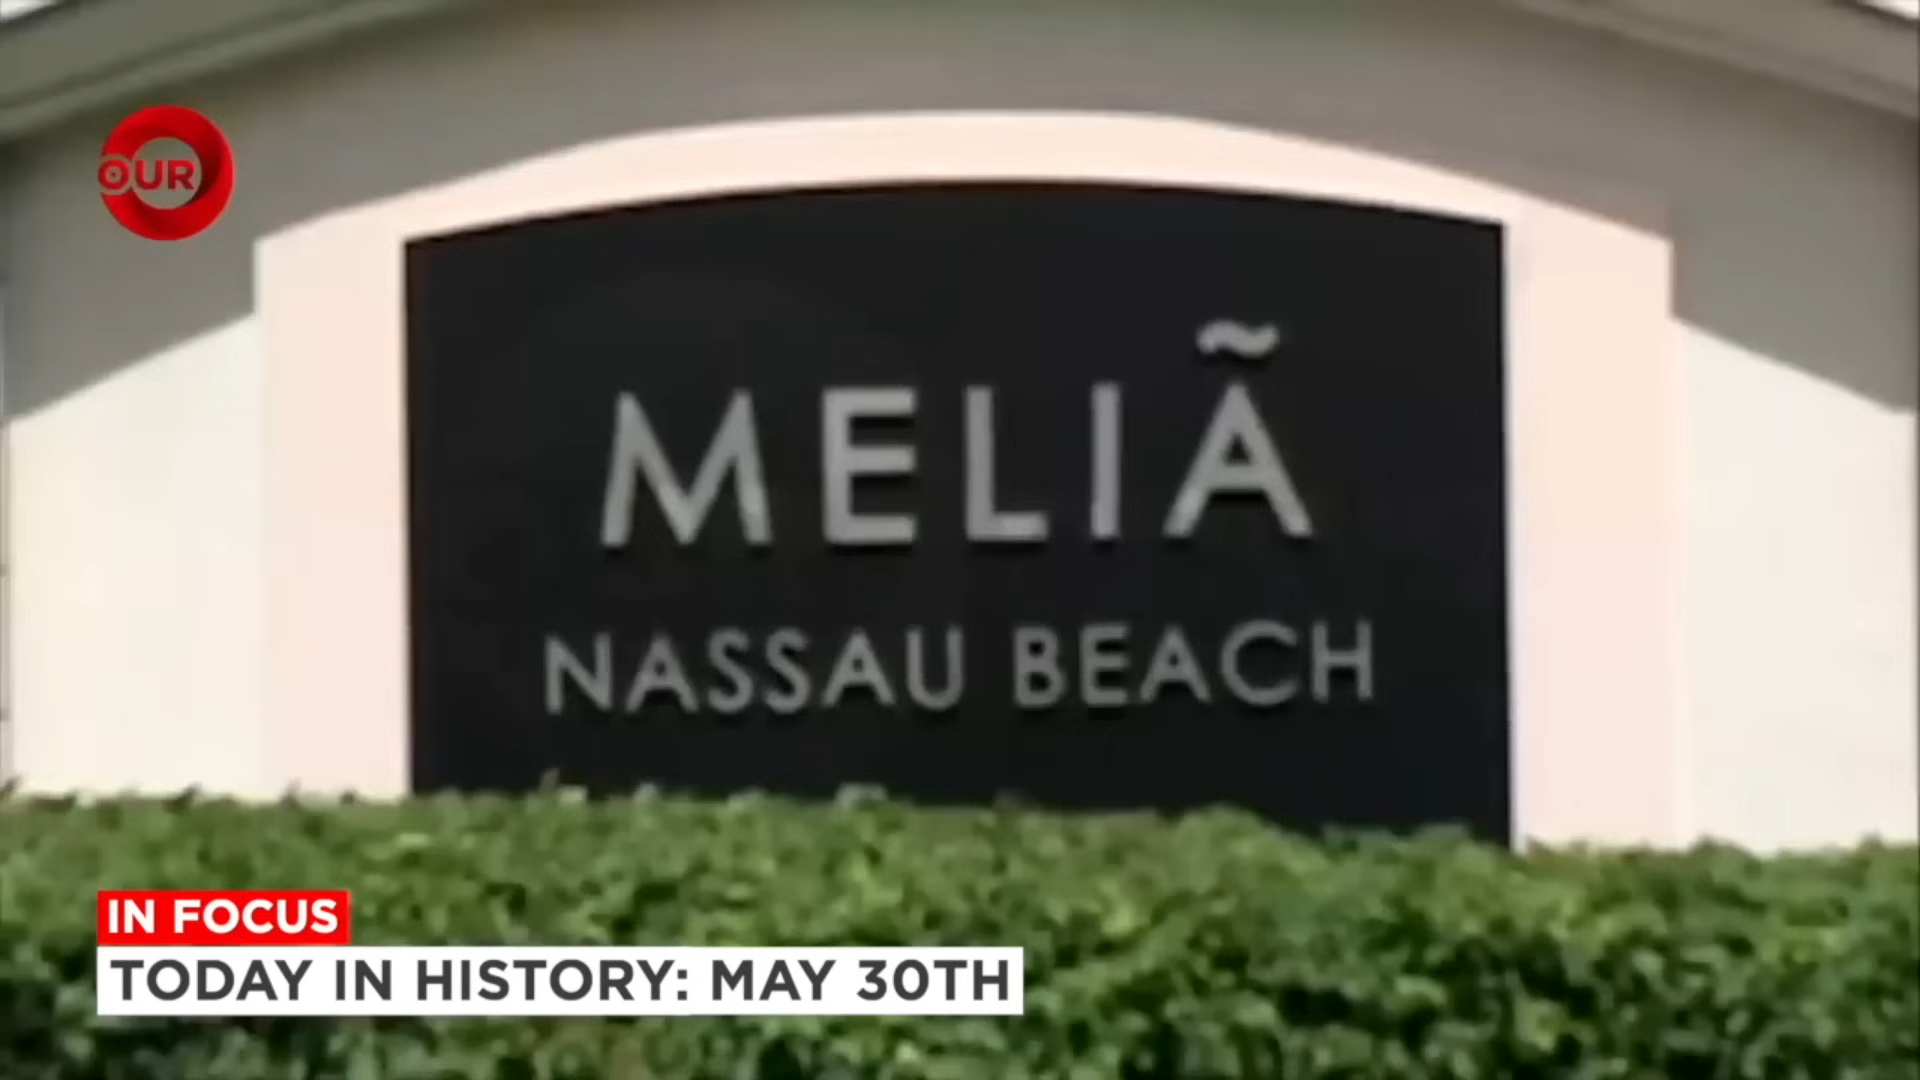 OUR
MELIÃ
NASSAU BEACH
IN FOCUS
TODAY IN HISTORY: MAY 30TH